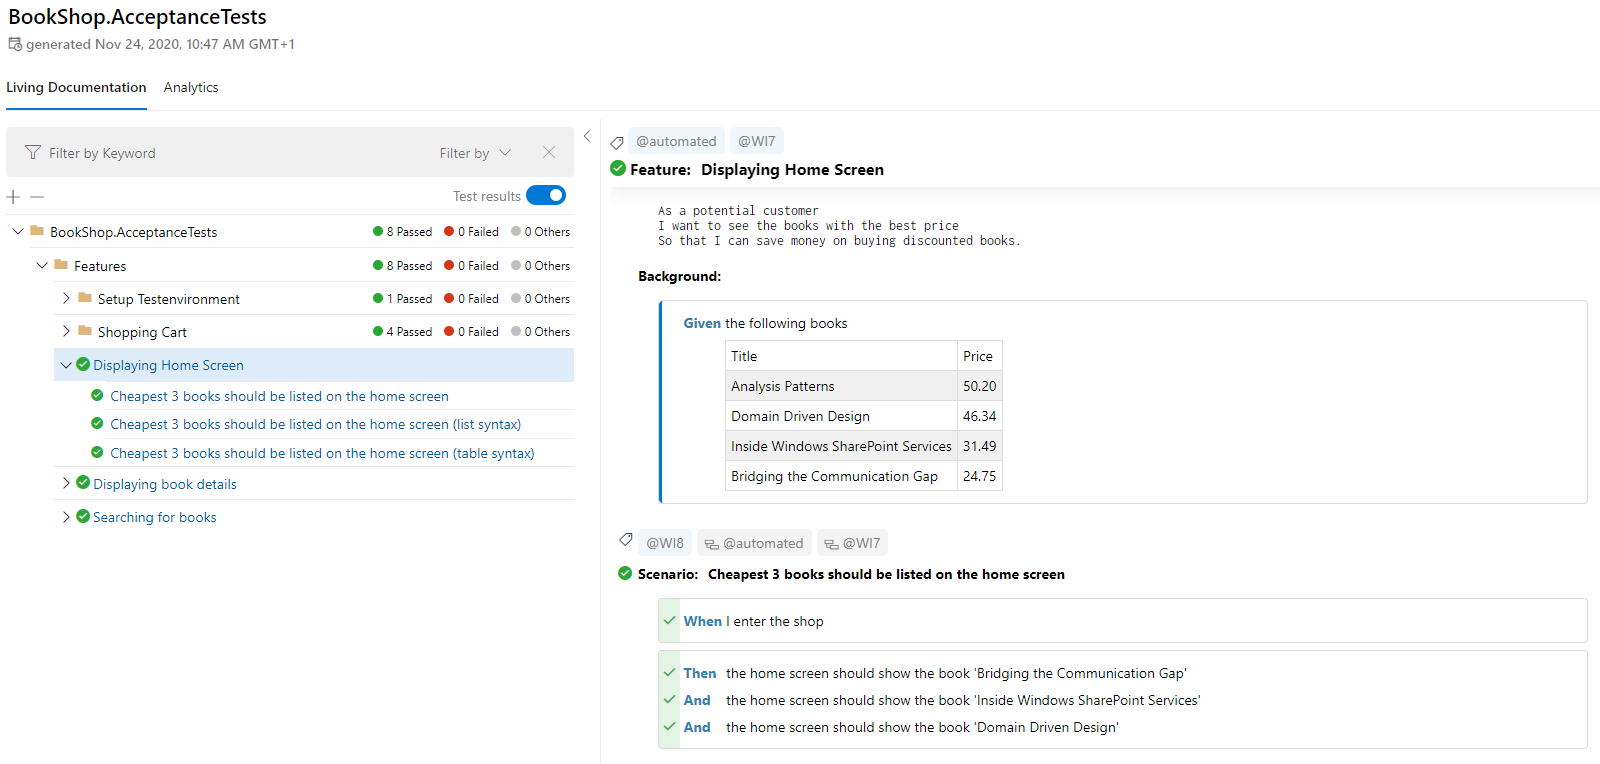 BookShop.AcceptanceTests
generated Nov 24, 2020, 10:47 AM GMT+1
Living Documentation Analytics
Filter by Keyword Filter by
Test results
BookShop.AcceptanceTests 8 Passed 0 Failed 0 Others
Features 8 Passed 0 Failed 0 Others
Setup Testenvironment 1 Passed 0 Failed 0 Others
Shopping Cart 4 Passed 0 Failed 0 Others
Displaying Home Screen
Cheapest 3 books should be listed on the home screen
Cheapest 3 books should be listed on the home screen (list syntax)
Cheapest 3 books should be listed on the home screen (table syntax)
Displaying book details
Searching for books
@automated @WI7
Feature: Displaying Home Screen
As a potential customer
I want to see the books with the best price
So that I can save money on buying discounted books.
Background:
Given the following books
Title Price
Analysis Patterns 50.20
Domain Driven Design 46.34
Inside Windows SharePoint Services 31.49
Bridging the Communication Gap 24.75
@WI8 @automated @WI7
Scenario: Cheapest 3 books should be listed on the home screen
When I enter the shop
Then the home screen should show the book 'Bridging the Communication Gap'
And the home screen should show the book 'Inside Windows SharePoint Services'
And the home screen should show the book 'Domain Driven Design'